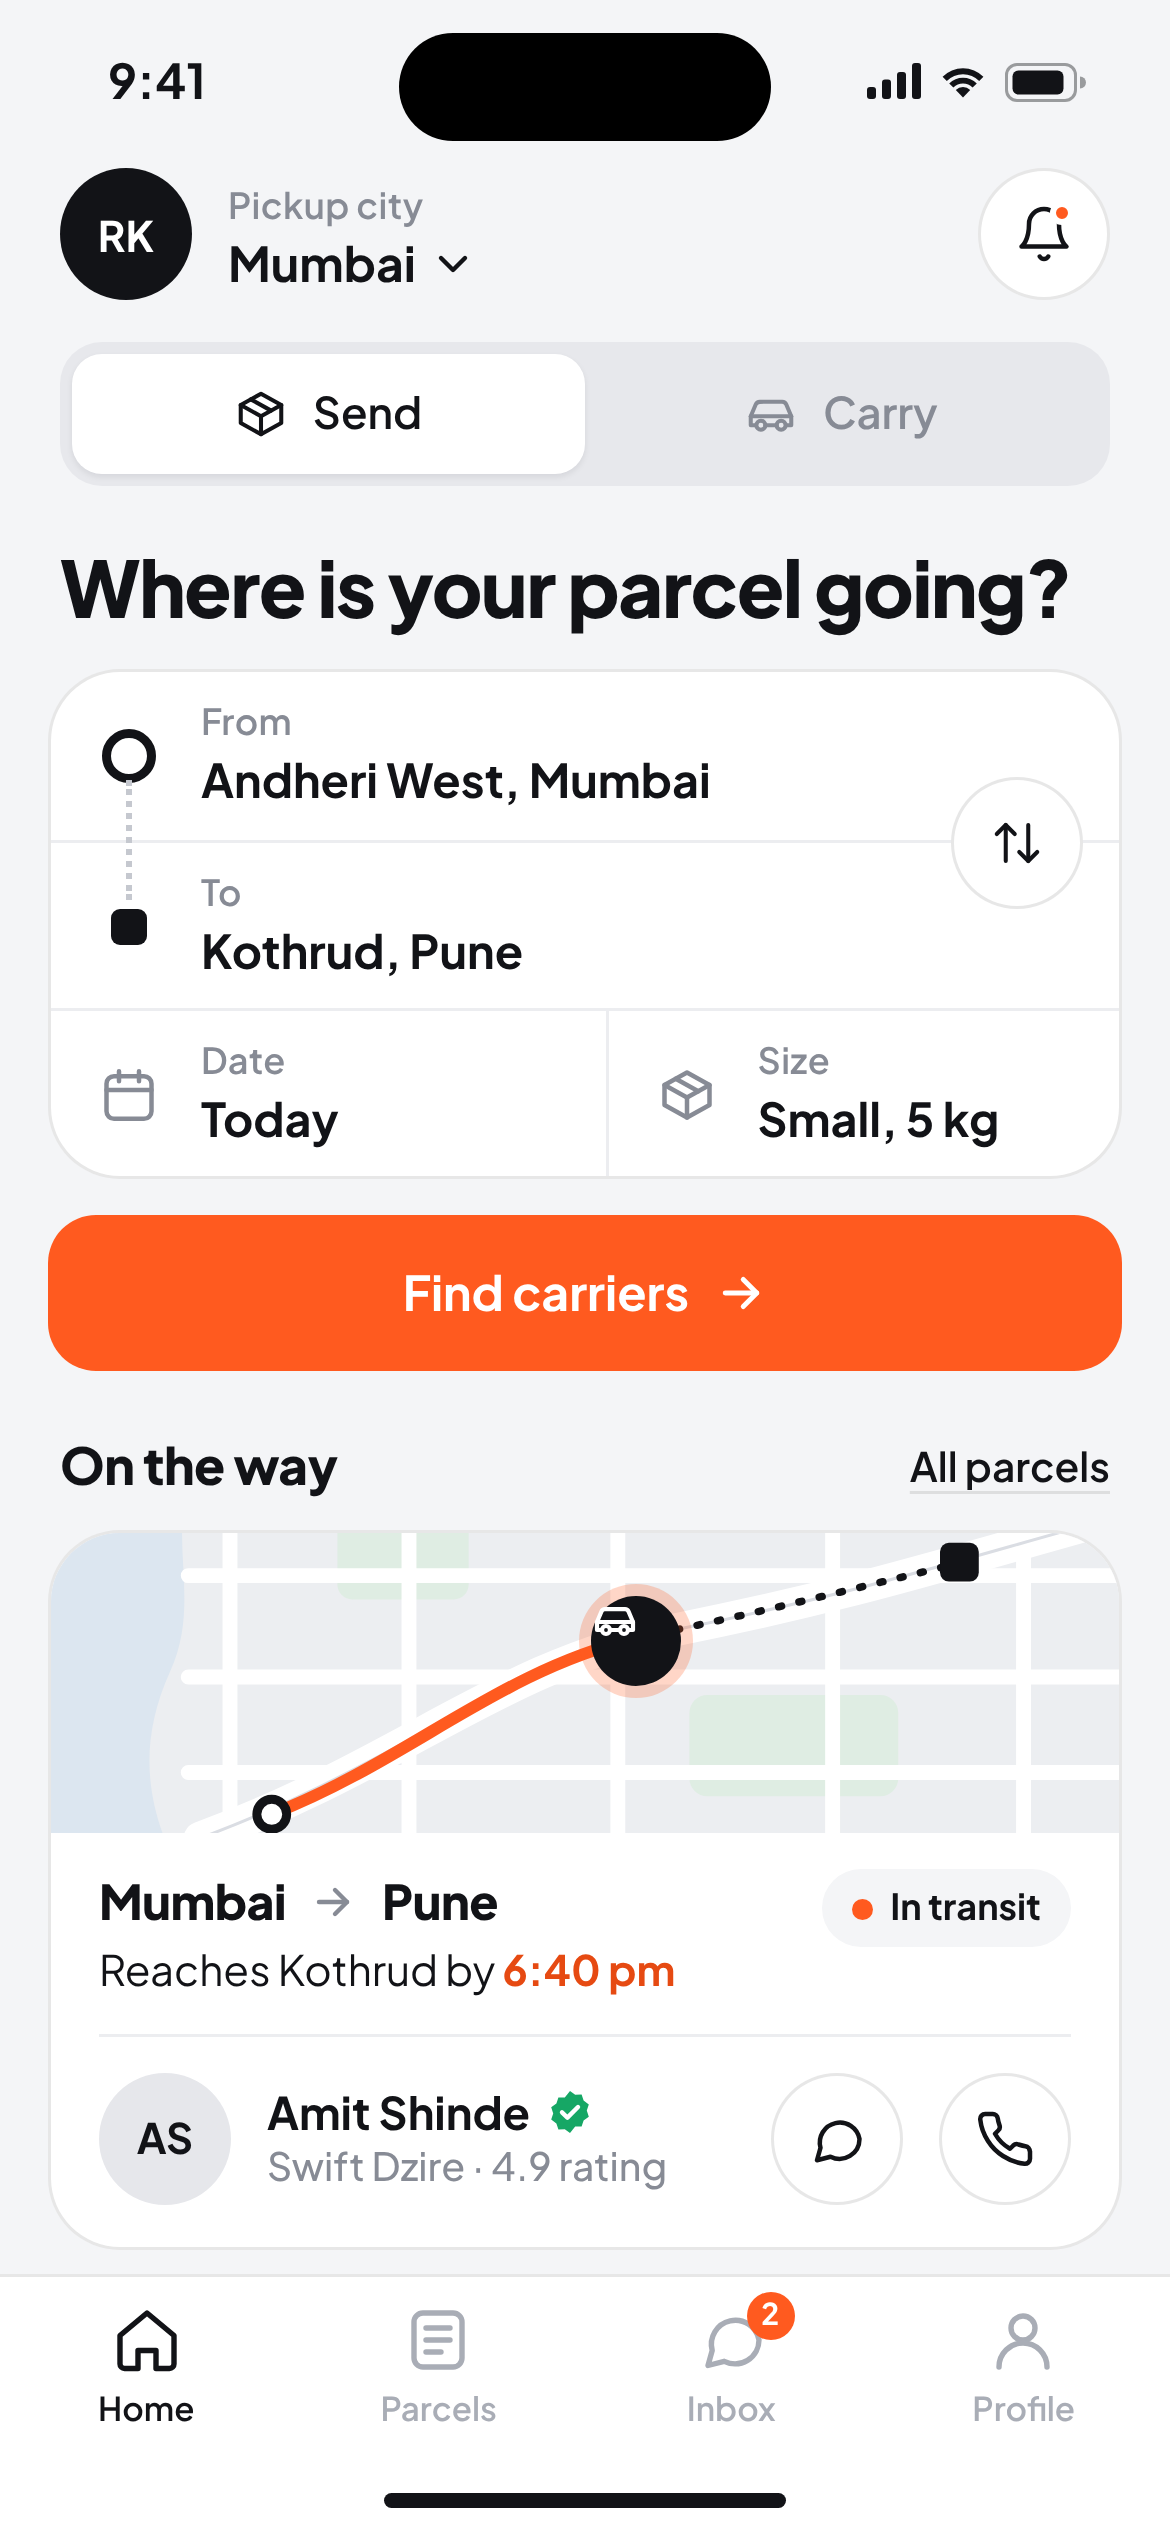 9:41
RK
Pickup city
Mumbai
Send
Carry
Where is your parcel going?
From
Andheri West, Mumbai
To
Kothrud, Pune
Date
Today
Size
Small, 5 kg
Find carriers →
On the way
All parcels
Mumbai → Pune
In transit
Reaches Kothrud by 6:40 pm
AS
Amit Shinde
Swift Dzire · 4.9 rating
2
Home
Parcels
Inbox
Profile